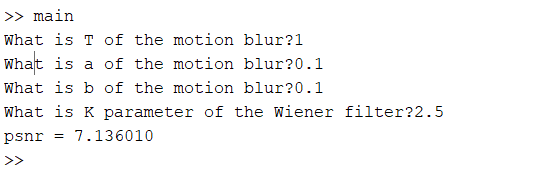 >> main
What is T of the motion blur?1
What is a of the motion blur?0.1
What is b of the motion blur?0.1
What is K parameter of the Wiener filter?2.5
psnr = 7.136010
>>